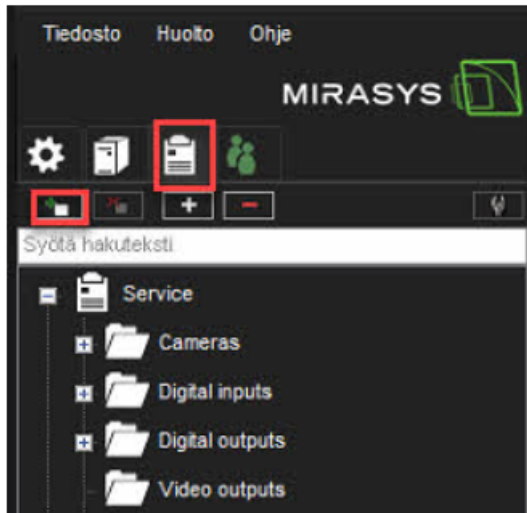 Tiedosto Huolto Ohje
MIRASYS
Syötä hakuteksti
Service
Cameras
Digital inputs
Digital outputs
Video outputs